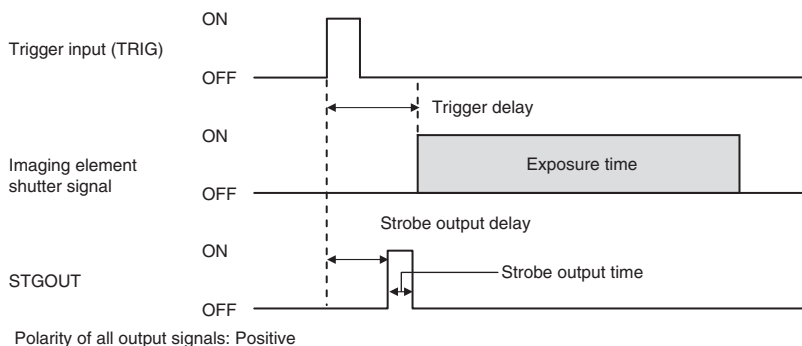 ON
Trigger input (TRIG)
OFF
Trigger delay
ON
Imaging element
shutter signal
Exposure time
OFF
Strobe output delay
ON
STGOUT
Strobe output time
OFF
Polarity of all output signals: Positive